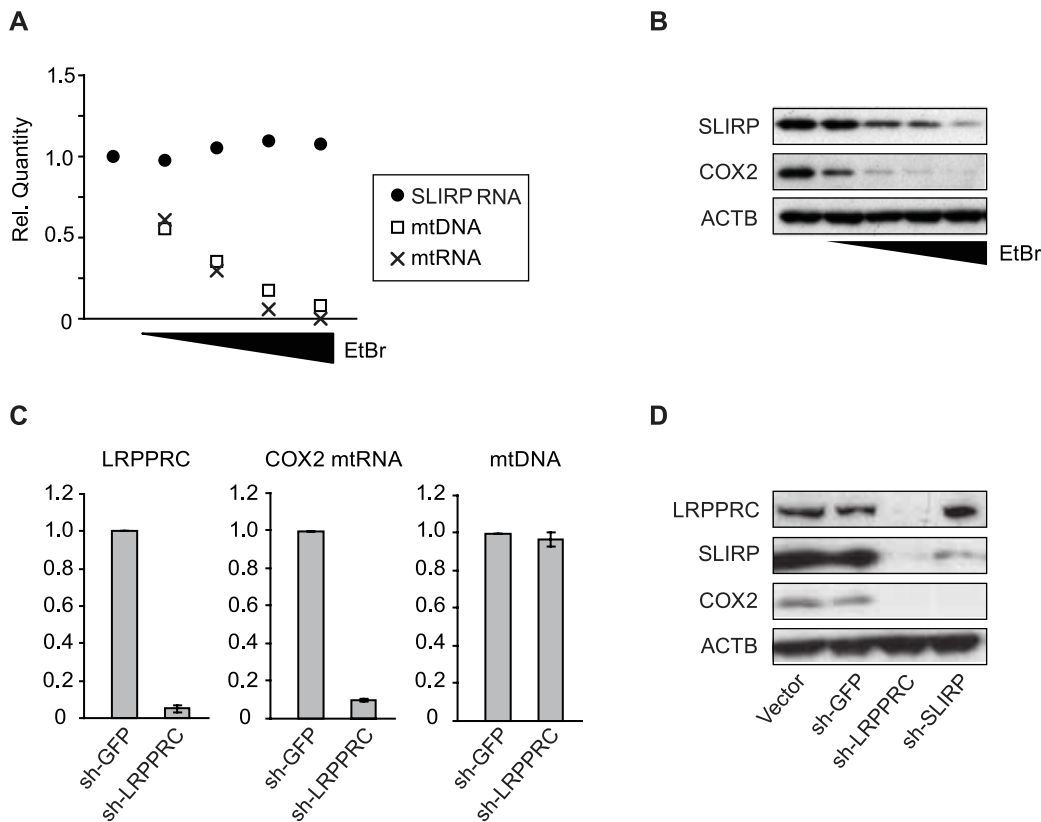 A
1.5
1.0
0.5
0
Rel. Quantity
SLIRP RNA
mtDNA
mtRNA
EtBr
B
SLIRP
COX2
ACTB
EtBr
C
LRPPRC
1.2
1.0
0.8
0.6
0.4
0.2
0
sh-GFP
sh-LRPPRC
COX2 mtRNA
1.2
1.0
0.8
0.6
0.4
0.2
0
sh-GFP
sh-LRPPRC
mtDNA
1.2
1.0
0.8
0.6
0.4
0.2
0
sh-GFP
sh-LRPPRC
D
LRPPRC
SLIRP
COX2
ACTB
Vector
sh-GFP
sh-LRPPRC
sh-SLIRP